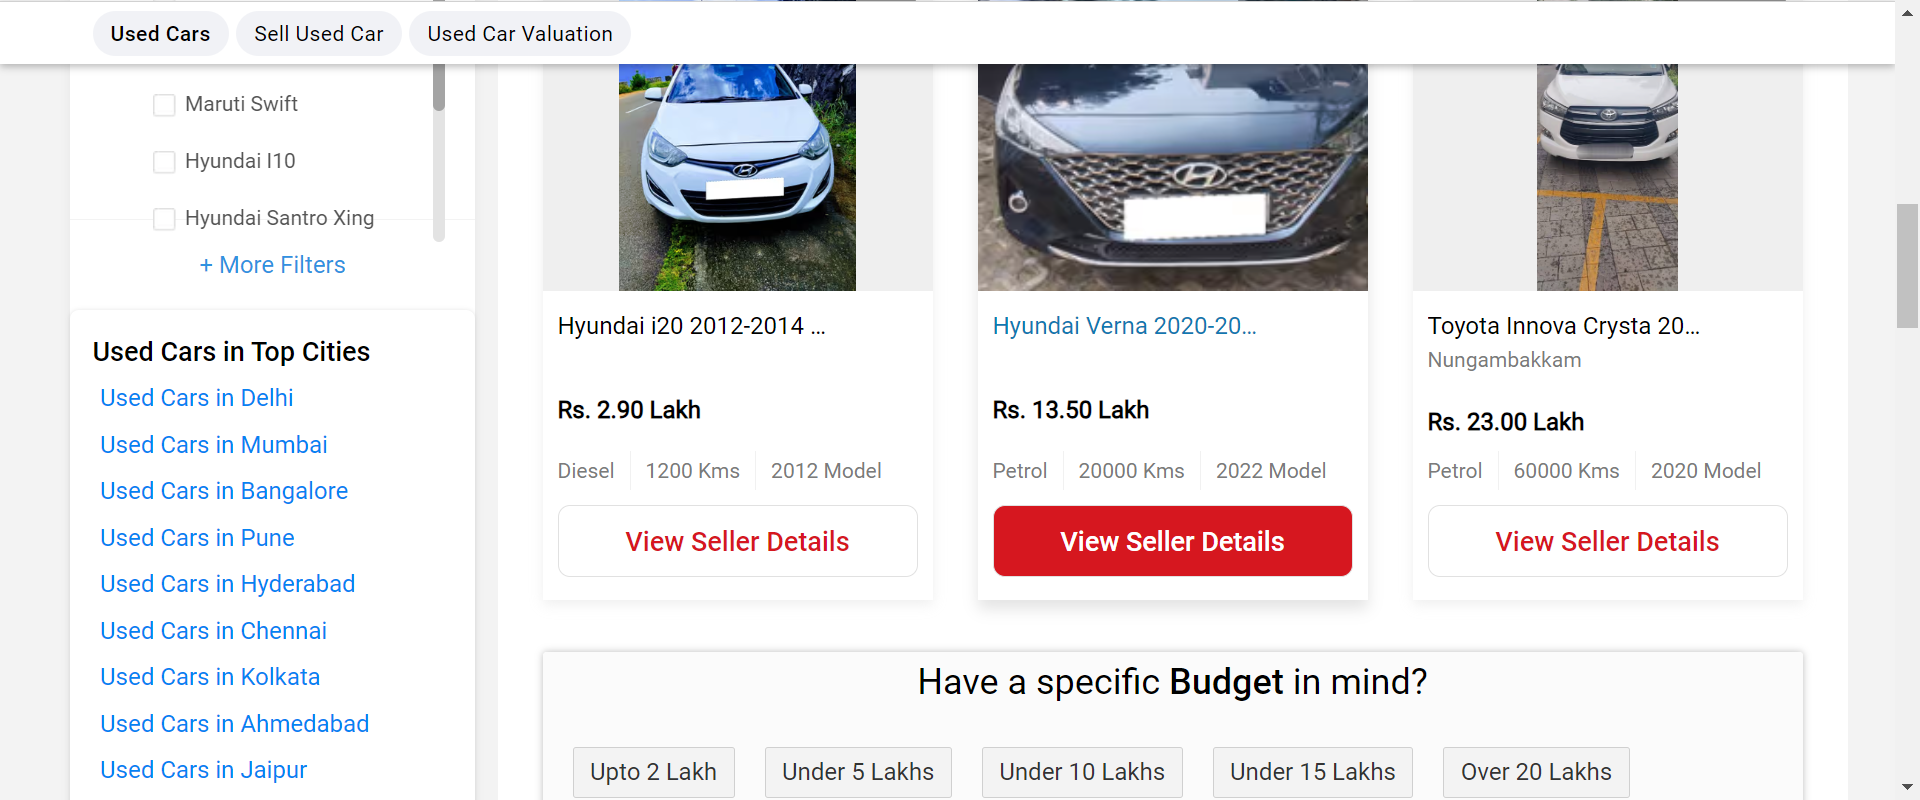 Used Cars
Sell Used Car
Used Car Valuation
Maruti Swift
Hyundai I10
Hyundai Santro Xing
+ More Filters
Used Cars in Top Cities
Used Cars in Delhi
Used Cars in Mumbai
Used Cars in Bangalore
Used Cars in Pune
Used Cars in Hyderabad
Used Cars in Chennai
Used Cars in Kolkata
Used Cars in Ahmedabad
Used Cars in Jaipur
Hyundai i20 2012-2014 ...
Rs. 2.90 Lakh
Diesel
1200 Kms
2012 Model
View Seller Details
Hyundai Verna 2020-20...
Rs. 13.50 Lakh
Petrol
20000 Kms
2022 Model
View Seller Details
Toyota Innova Crysta 20...
Nungambakkam
Rs. 23.00 Lakh
Petrol
60000 Kms
2020 Model
View Seller Details
Have a specific Budget in mind?
Upto 2 Lakh
Under 5 Lakhs
Under 10 Lakhs
Under 15 Lakhs
Over 20 Lakhs